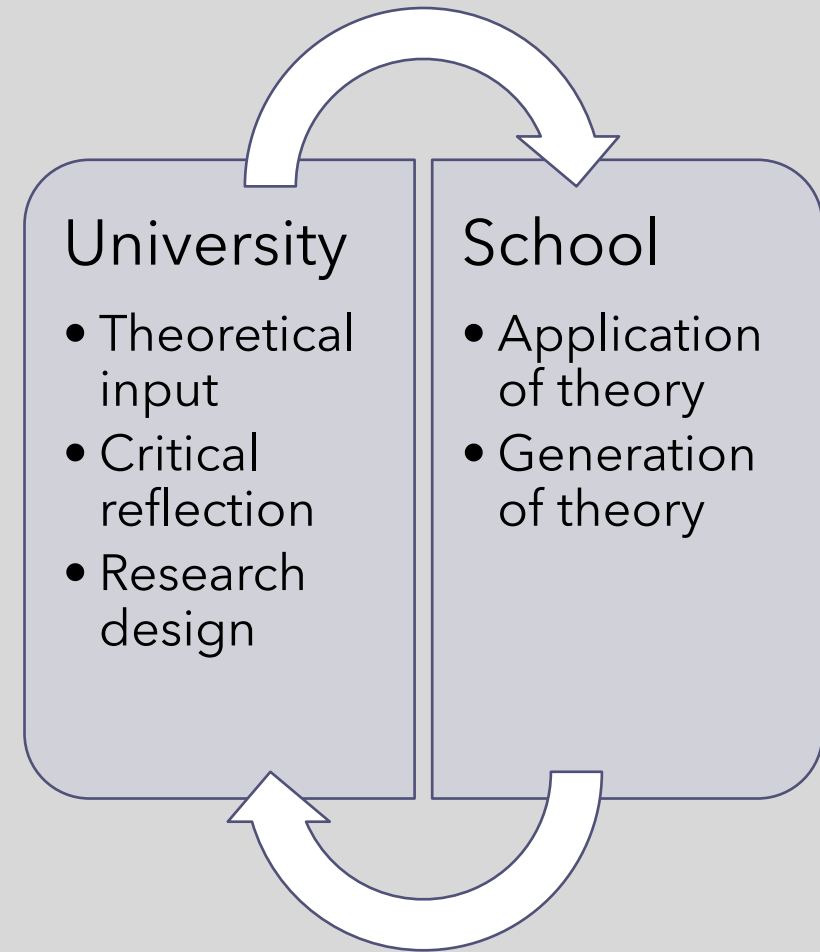 University
• Theoretical
input
• Critical
reflection
• Research
design
School
• Application
of theory
• Generation
of theory